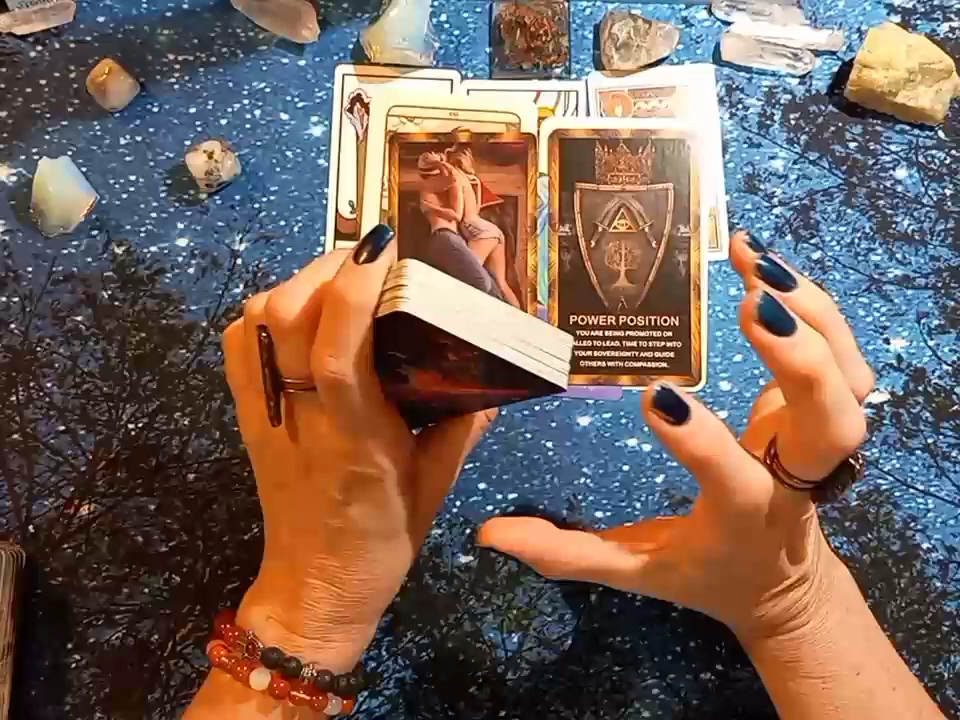 POWER POSITION
YOU ARE BEING PROMOTED OR
ALLED TO LEAD. TIME TO STEP INTO
YOUR SOVEREIGNTY AND GUIDE
OTHERS WITH COMPASSION.